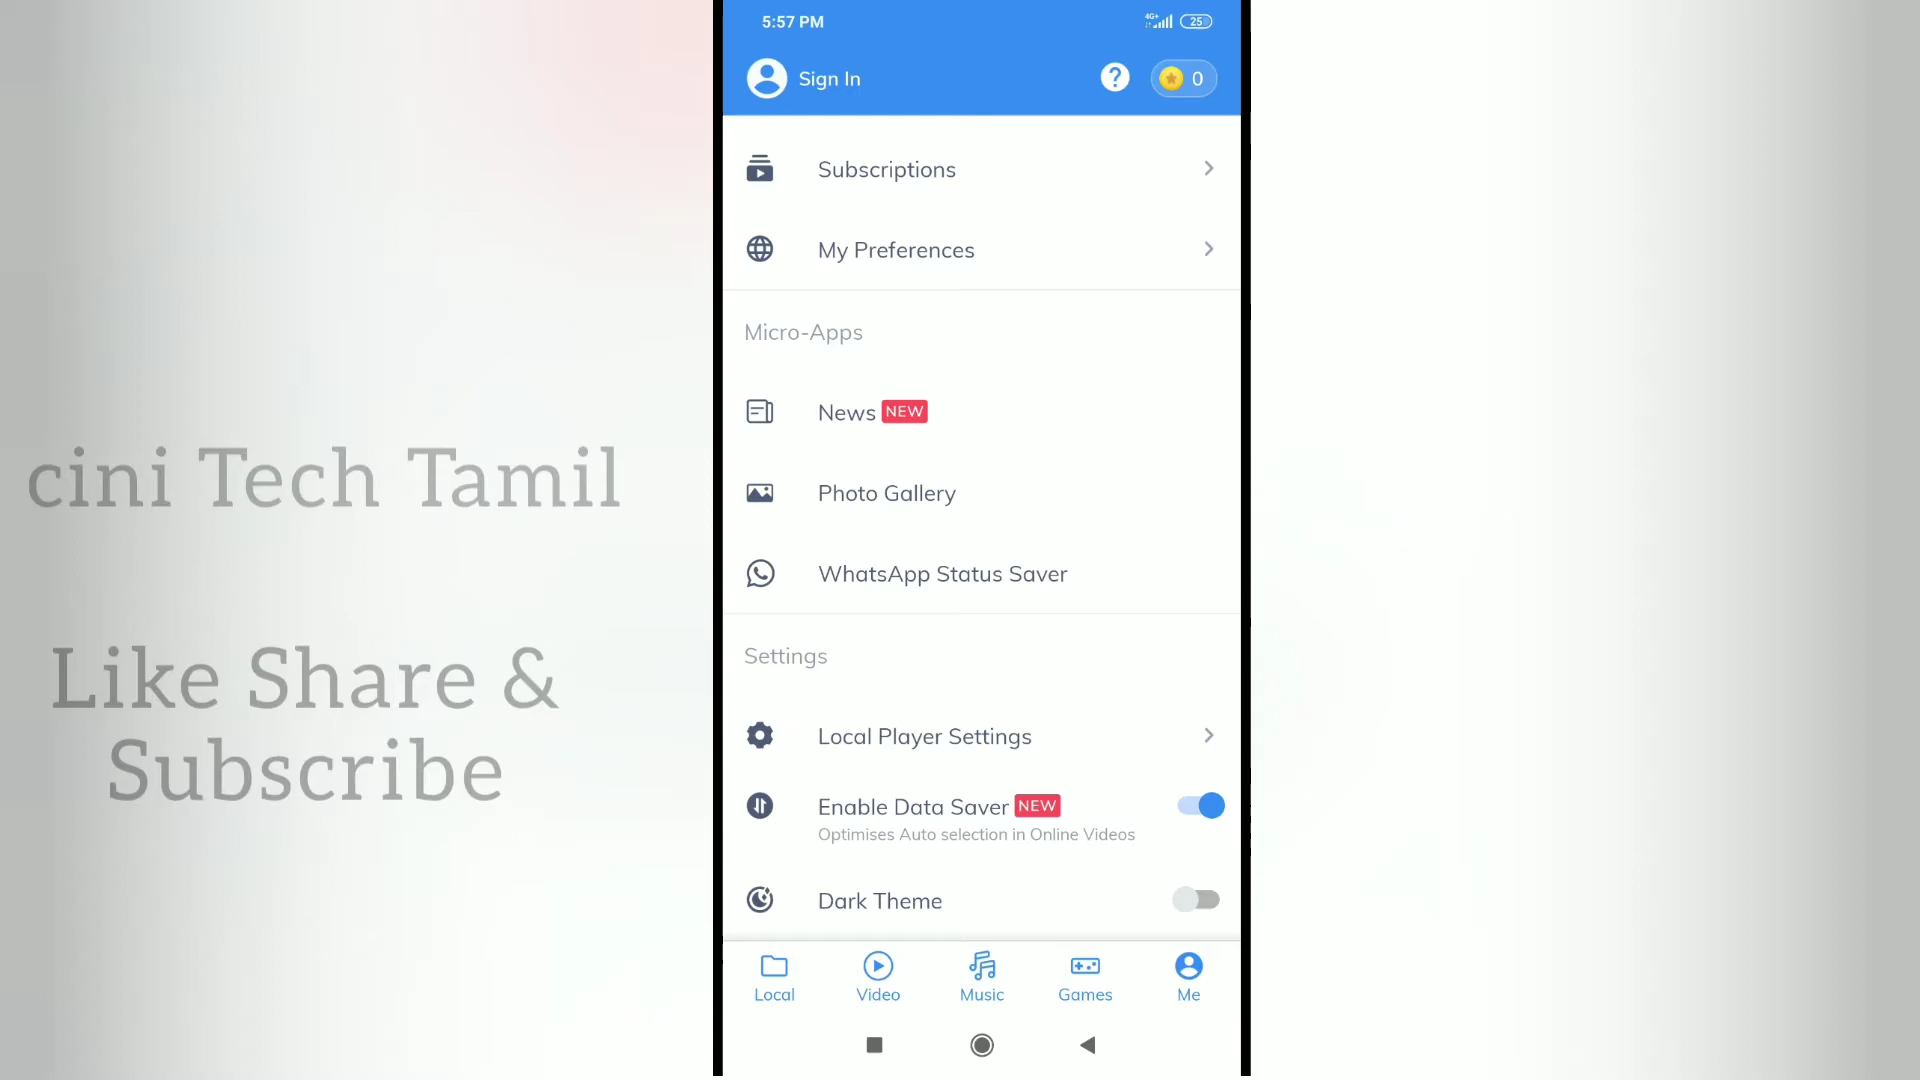 5:57 PM
4G+
25
Sign In
0
Subscriptions
My Preferences
Micro-Apps
News NEW
Photo Gallery
WhatsApp Status Saver
Settings
Local Player Settings
Enable Data Saver NEW
Optimises Auto selection in Online Videos
Dark Theme
Local
Video
Music
Games
Me
cini Tech Tamil
Like Share &
Subscribe